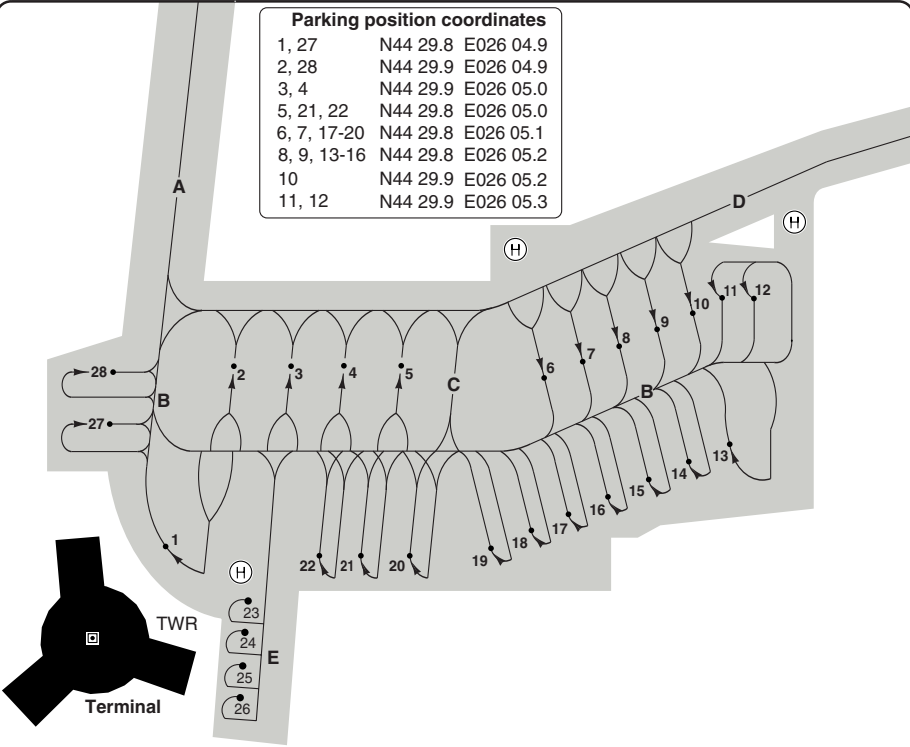 Parking position coordinates
1, 27 N44 29.8 E026 04.9
2, 28 N44 29.9 E026 04.9
3, 4 N44 29.9 E026 05.0
5, 21, 22 N44 29.8 E026 05.0
6, 7, 17-20 N44 29.8 E026 05.1
8, 9, 13-16 N44 29.8 E026 05.2
10 N44 29.9 E026 05.2
11, 12 N44 29.9 E026 05.3
A
D
H
H
11
12
10
9
8
7
6
28
2
3
4
5
C
B
B
27
13
14
15
16
17
18
19
20
21
22
1
H
23
24
25
26
E
TWR
Terminal